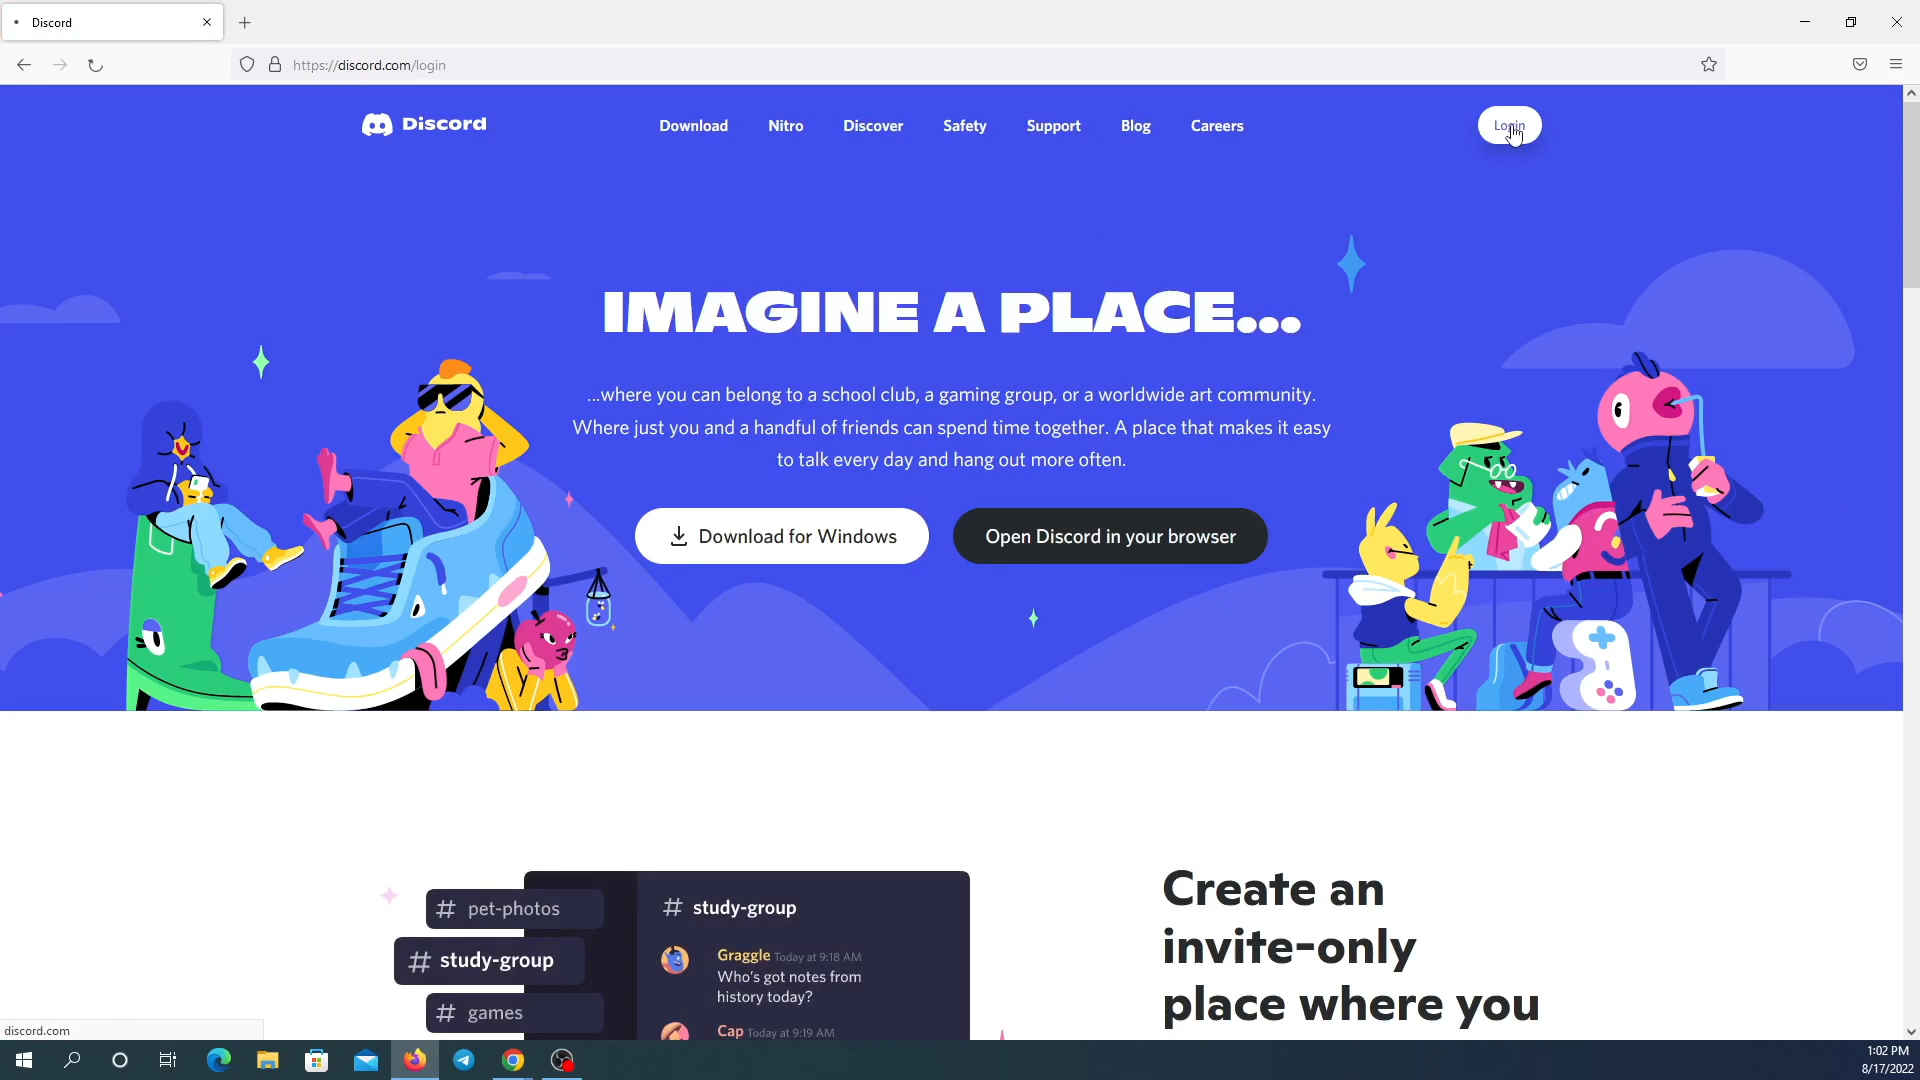 Discord
https://discord.com/login
Discord
Download
Nitro
Discover
Safety
Support
Blog
Careers
Login
IMAGINE A PLACE...
...where you can belong to a school club, a gaming group, or a worldwide art community.
Where just you and a handful of friends can spend time together. A place that makes it easy
to talk every day and hang out more often.
Download for Windows
Open Discord in your browser
# pet-photos
# study-group
# games
# study-group
Graggle Today at 9:18 AM
Who's got notes from
history today?
Cap Today at 9:19 AM
Create an
invite-only
place where you
discord.com
1:02 PM
8/17/2022